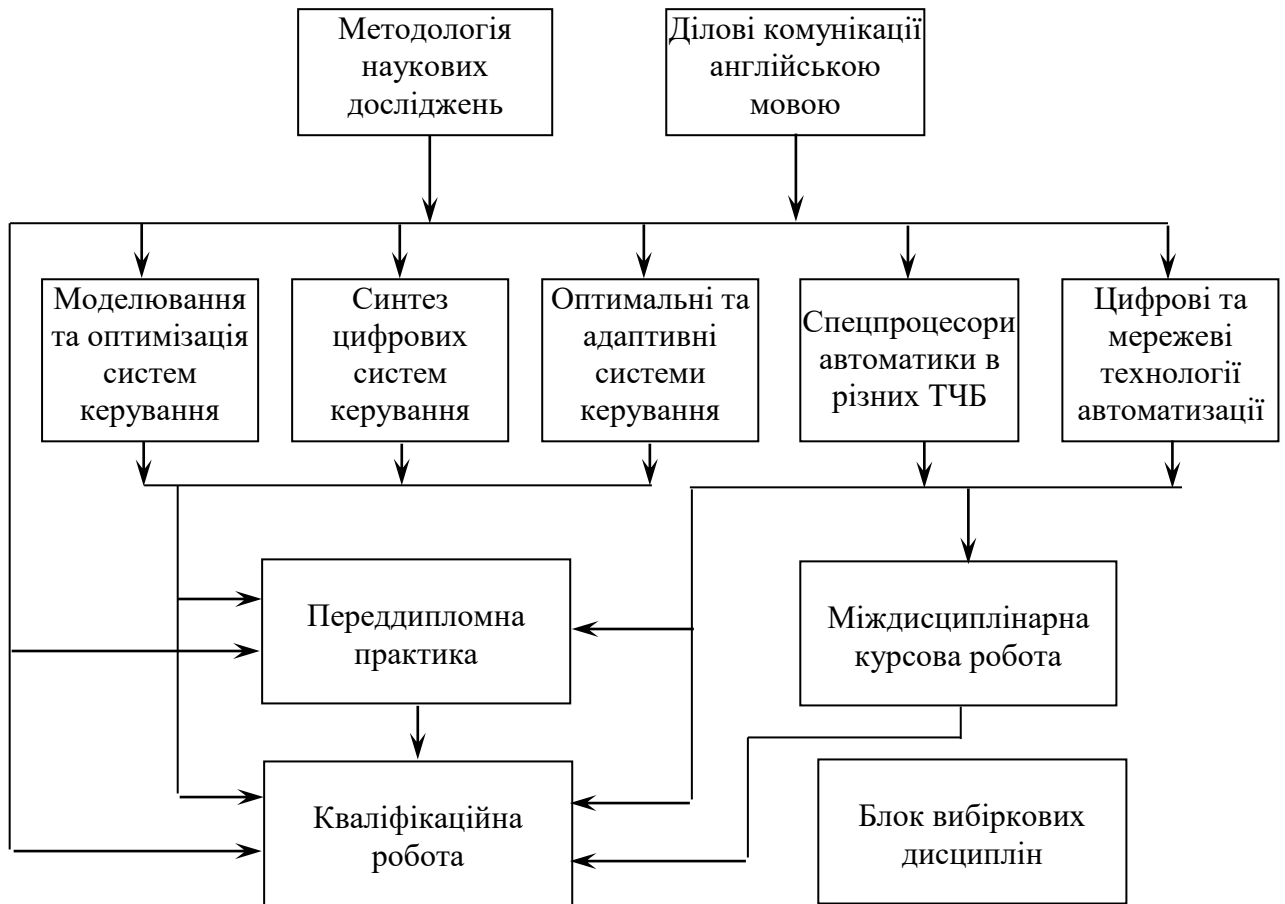 Методологія
наукових
досліджень
Ділові комунікації
англійською
мовою
Моделювання
та оптимізація
систем
керування
Синтез
цифрових
систем
керування
Оптимальні та
адаптивні
системи
керування
Спецпроцесори
автоматики в
різних ТЧБ
Цифрові та
мережеві
технології
автоматизації
Переддипломна
практика
Міждисциплінарна
курсова робота
Кваліфікаційна
робота
Блок вибіркових
дисциплін